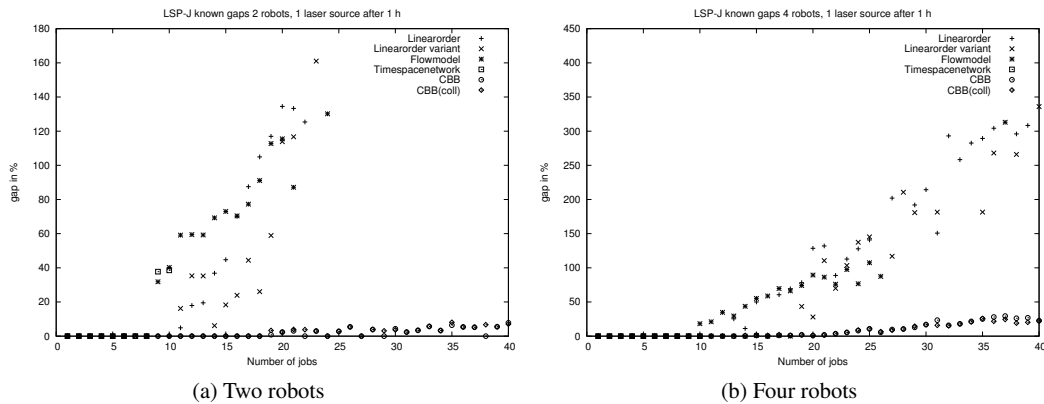 LSP-J known gaps 2 robots, 1 laser source after 1 h
180
160
140
120
100
80
60
40
20
0
gap in %
Linearorder
Linearorder variant
Flowmodel
Timespacenetwork
CBB
CBB(coll)
0 5 10 15 20 25 30 35 40
Number of jobs
(a) Two robots
LSP-J known gaps 4 robots, 1 laser source after 1 h
450
400
350
300
250
200
150
100
50
0
gap in %
Linearorder
Linearorder variant
Flowmodel
Timespacenetwork
CBB
CBB(coll)
0 5 10 15 20 25 30 35 40
Number of jobs
(b) Four robots